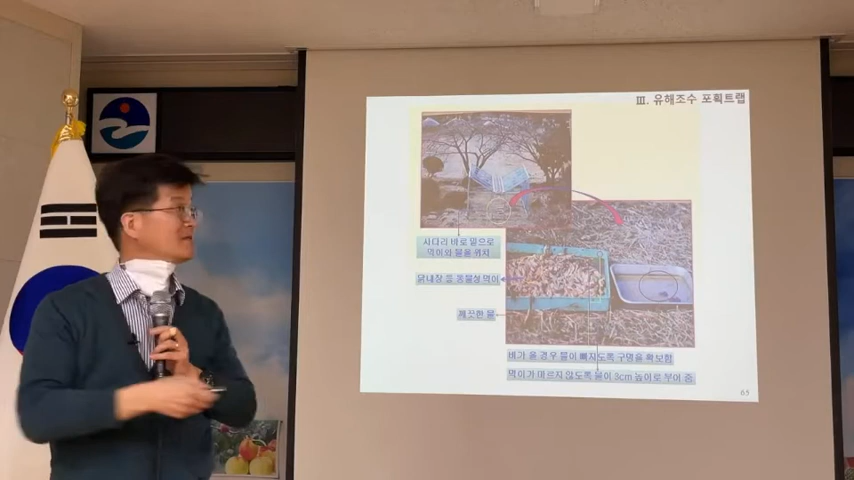 Ⅲ. 유해조수 포획트랩
사다리 바로 밑으로
먹이와 물을 위치
닭내장 등 동물성 먹이
깨끗한 물
비가 올 경우 물이 빠지도록 구멍을 확보함
먹이가 마르지않도록 물이 3cm 높이로 부어 줌
65